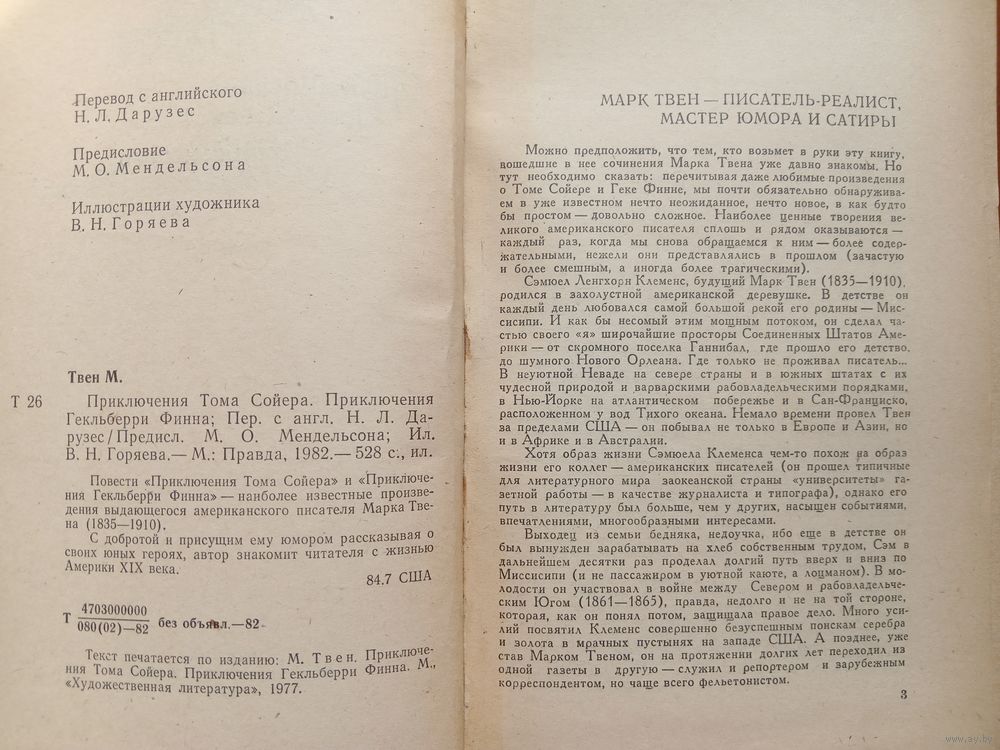 Перевод с английского
Н. Л. Дарузес
Предисловие
М. О. Мендельсона
Иллюстрации художника
В. Н. Горяева
Твен М.
Т 26 Приключения Тома Сойера. Приключения
Гекльберри Финна; Пер. с англ. Н. Л. Да-
рузес/Предисл. М. О. Мендельсона; Ил.
В. Н. Горяева.— М.: Правда, 1982.— 528 с., ил.
Повести «Приключения Тома Сойера» и «Приключе-
ния Гекльберри Финна» — наиболее известные произве-
дения выдающегося американского писателя Марка Тве-
на (1835—1910).
С добротой и присущим ему юмором рассказывая о
своих юных героях, автор знакомит читателя с жизнью
Америки XIX века.
84.7 США
Т 4703000000
080(02)—82 без объявл.—82
Текст печатается по изданию: М. Твен. Приключе-
ния Тома Сойера. Приключения Гекльберри Финна. М.,
«Художественная литература», 1977.
МАРК ТВЕН — ПИСАТЕЛЬ-РЕАЛИСТ,
МАСТЕР ЮМОРА И САТИРЫ
Можно предположить, что тем, кто возьмет в руки эту книгу,
вошедшие в нее сочинения Марка Твена уже давно знакомы. Но
тут необходимо сказать: перечитывая даже любимые произведения
о Томе Сойере и Геке Финне, мы почти обязательно обнаружива-
ем в уже известном нечто неожиданное, нечто новое, в как будто
бы простом — довольно сложное. Наиболее ценные творения ве-
ликого американского писателя сплошь и рядом оказываются —
каждый раз, когда мы снова обращаемся к ним — более содер-
жательными, нежели они представлялись в прошлом (зачастую
и более смешным, а иногда более трагическими).
Сэмюел Ленгхорн Клеменс, будущий Марк Твен (1835—1910),
родился в захолустной американской деревушке. В детстве он
каждый день любовался самой большой рекой его родины — Мис-
сисипи. И как бы несомый этим мощным потоком, он сделал ча-
стью своего «я» широчайшие просторы Соединенных Штатов Аме-
рики — от скромного поселка Ганнибал, где прошло его детство,
до шумного Нового Орлеана. Где только не проживал писатель...
В неуютной Неваде на севере страны и в южных штатах с их
чудесной природой и варварскими рабовладельческими порядками,
в Нью-Йорке на атлантическом побережье и в Сан-Франциско,
расположенном у вод Тихого океана. Немало времени провел Твен
за пределами США — он побывал не только в Европе и Азии, но
и в Африке и в Австралии.
Хотя образ жизни Сэмюела Клеменса чем-то похож на образ
жизни его коллег — американских писателей (он прошел типичные
для литературного мира заокеанской страны «университеты» га-
зетной работы — в качестве журналиста и типографа), однако его
путь в литературу был больше, чем у других, насыщен событиями,
впечатлениями, многообразными интересами.
Выходец из семьи бедняка, недоучка, ибо еще в детстве он
был вынужден зарабатывать на хлеб собственным трудом, Сэм в
дальнейшем десятки раз проделал долгий путь вверх и вниз по
Миссисипи (и не пассажиром в уютной каюте, а лоцманом). В мо-
лодости он участвовал в войне между Севером и рабовладельче-
ским Югом (1861—1865), правда, недолго и не на той стороне,
которая, как он понял потом, защищала правое дело. Много уси-
лий посвятил Клеменс совершенно безуспешным поискам серебра
и золота в мрачных пустынях на западе США. А позднее, уже
став Марком Твеном, он на протяжении долгих лет переходил из
одной газеты в другую — служил и репортером и зарубежным
корреспондентом, но чаще всего фельетонистом.
3
www.ay.by